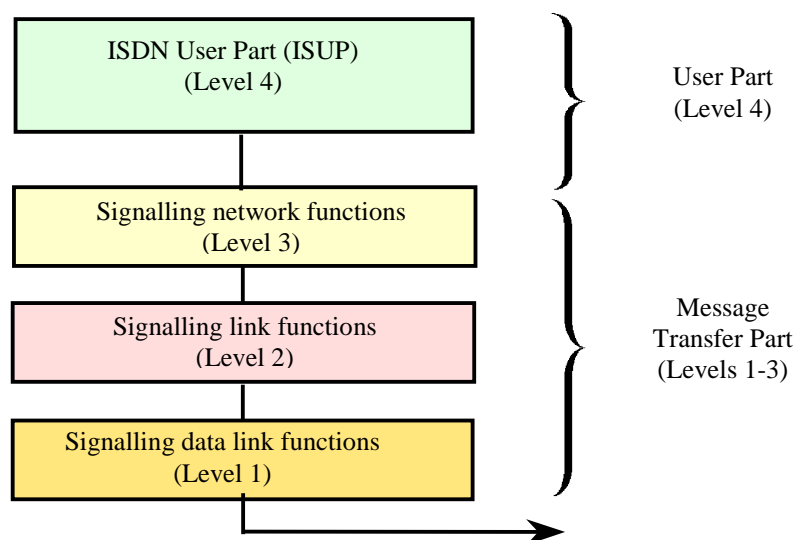 ISDN User Part (ISUP)
(Level 4)
User Part
(Level 4)
Signalling network functions
(Level 3)
Signalling link functions
(Level 2)
Message
Transfer Part
(Levels 1-3)
Signalling data link functions
(Level 1)